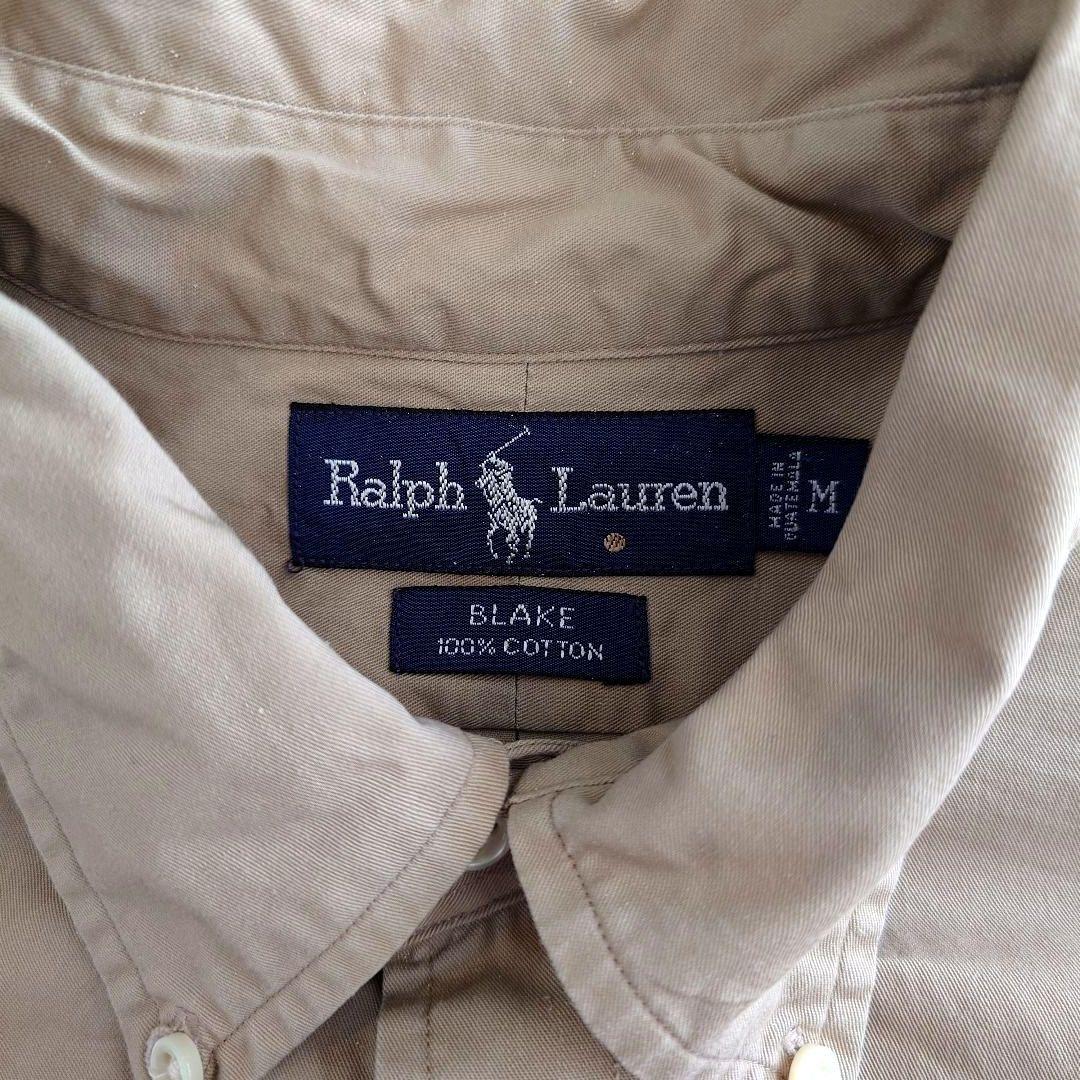 Ralph Lauren
MADE IN
GUATEMALA
M
BLAKE
100% COTTON